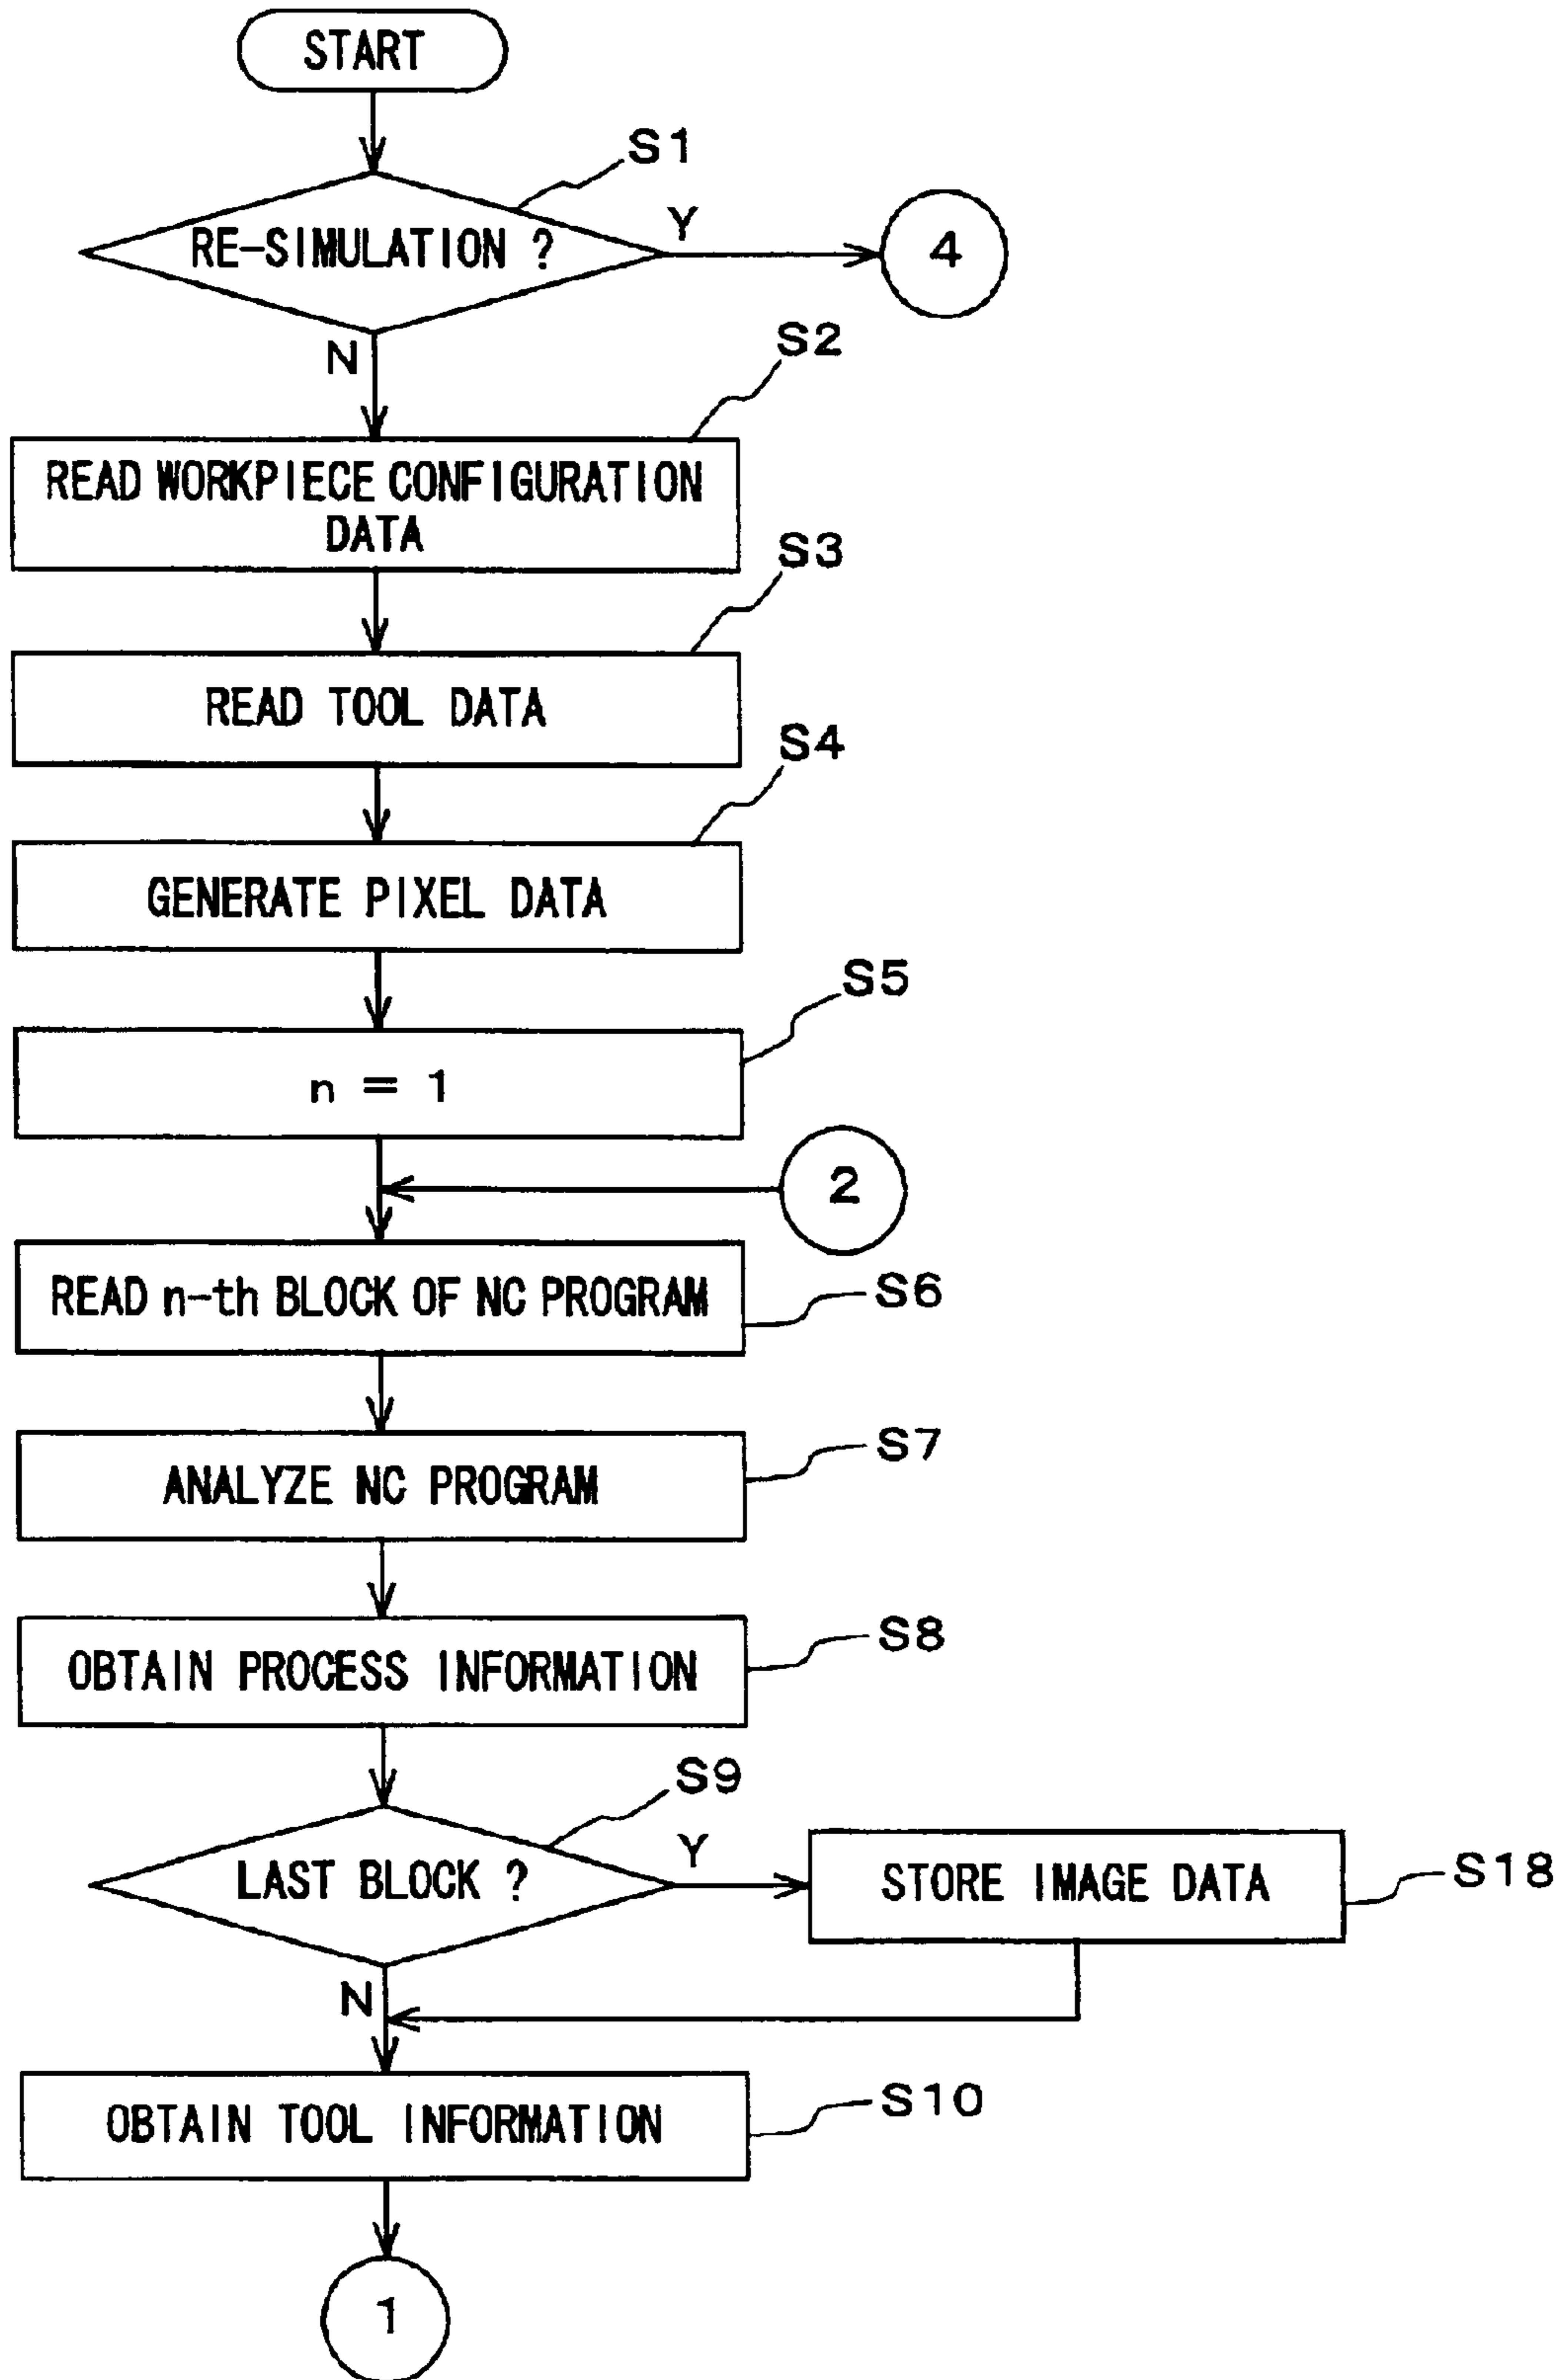 START
S1
RE-SIMULATION ?
Y
4
N
S2
READ WORKPIECE CONFIGURATION
DATA
S3
READ TOOL DATA
S4
GENERATE PIXEL DATA
S5
n = 1
2
READ n-th BLOCK OF NC PROGRAM
S6
ANALYZE NC PROGRAM
S7
OBTAIN PROCESS INFORMATION
S8
S9
LAST BLOCK ?
Y
STORE IMAGE DATA
S18
N
OBTAIN TOOL INFORMATION
S10
1